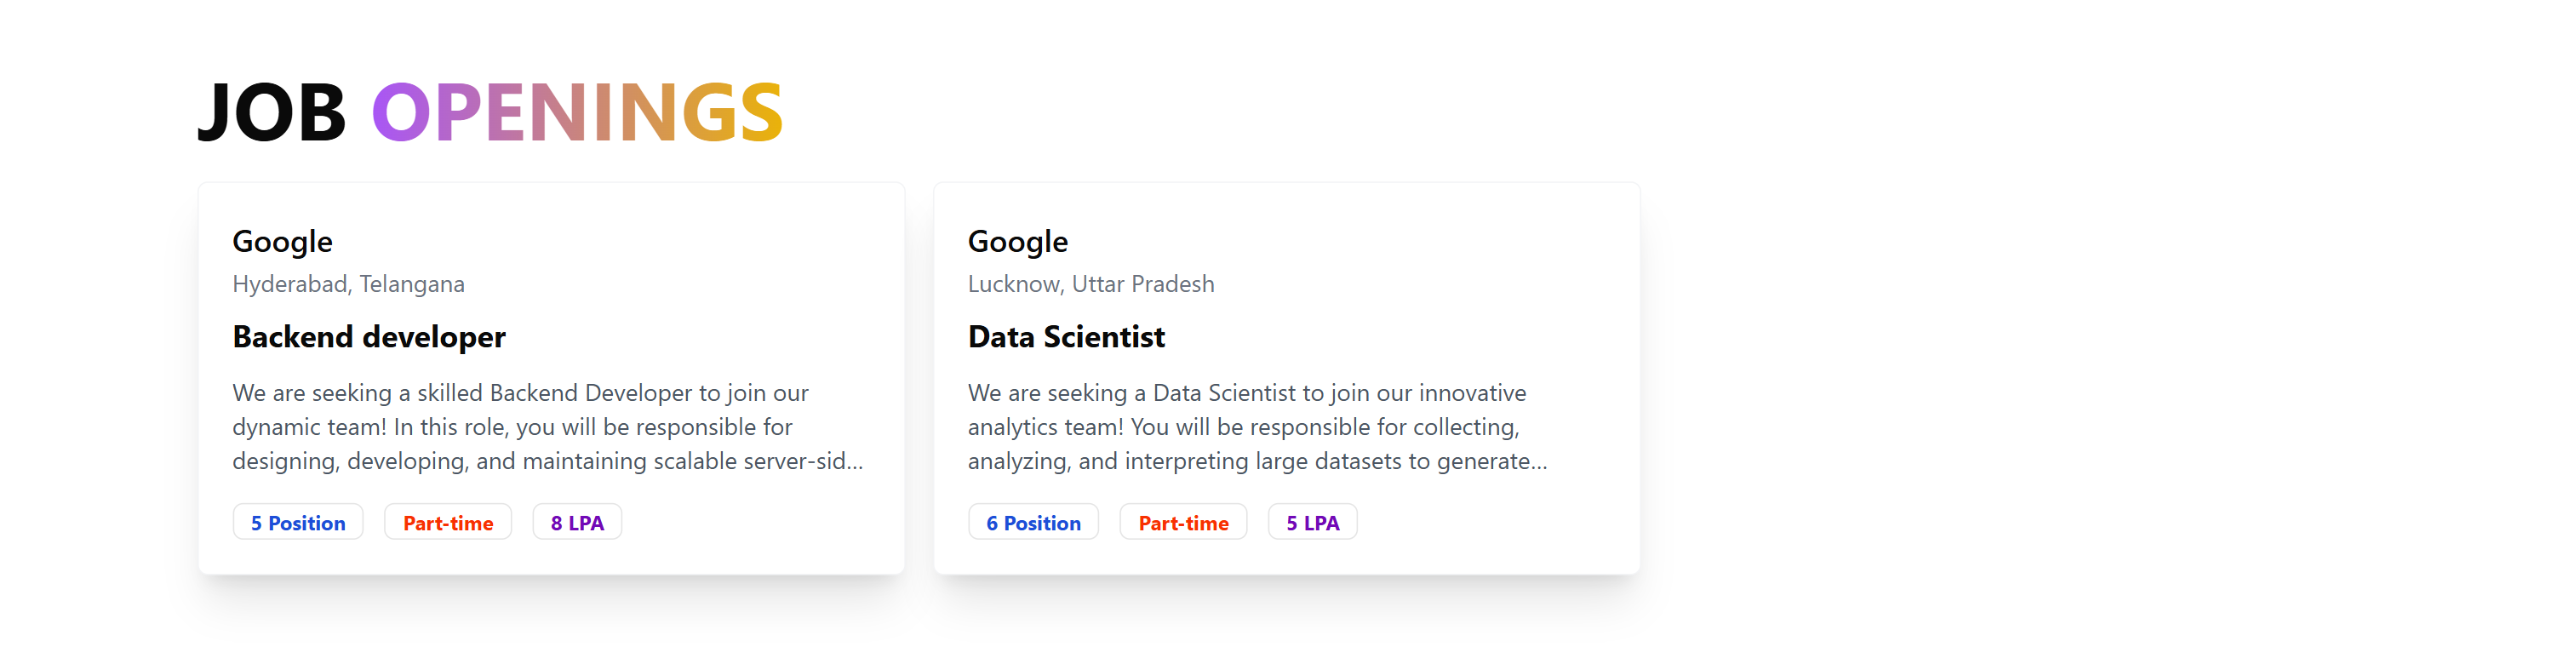 JOB OPENINGS
Google
Hyderabad, Telangana
Backend developer
We are seeking a skilled Backend Developer to join our
dynamic team! In this role, you will be responsible for
designing, developing, and maintaining scalable server-sid...
5 Position
Part-time
8 LPA
Google
Lucknow, Uttar Pradesh
Data Scientist
We are seeking a Data Scientist to join our innovative
analytics team! You will be responsible for collecting,
analyzing, and interpreting large datasets to generate...
6 Position
Part-time
5 LPA